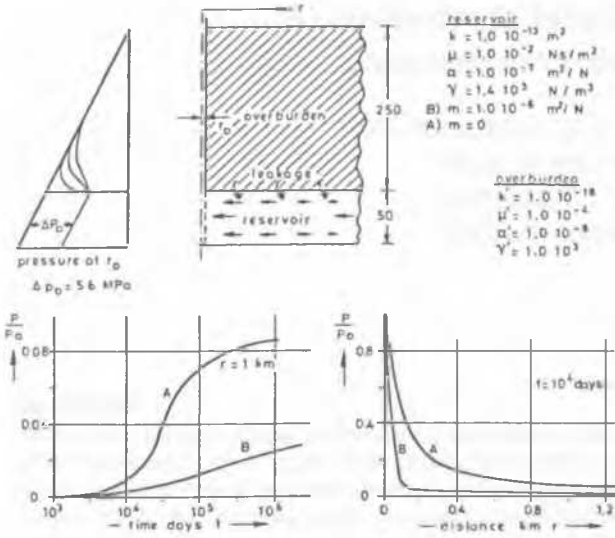 r
reservoir
k = 1,0 10⁻¹³ m²
μ = 1,0 10⁻² Ns/m²
α = 1.0 10⁻⁷ m²/N
γ = 1,4 10³ N/m³
B) m = 1.0 10⁻⁶ m²/N
A) m = 0
r₀
overburden
250
leakage
reservoir
50
overburden
k' = 1.0 10⁻¹⁸
μ' = 1.0 10⁻⁴
α' = 1.0 10⁻⁸
γ' = 1.0 10³
ΔP₀
pressure at r₀
Δp₀ = 5.6 MPa
P/P₀
0.08
0.04
0.
r = 1 km
A
B
10³ 10⁴ 10⁵ 10⁶
time days t
P/P₀
0.8
0.4
0.
t = 10⁴ days
B A
0 0.4 0.8 1.2
distance km r